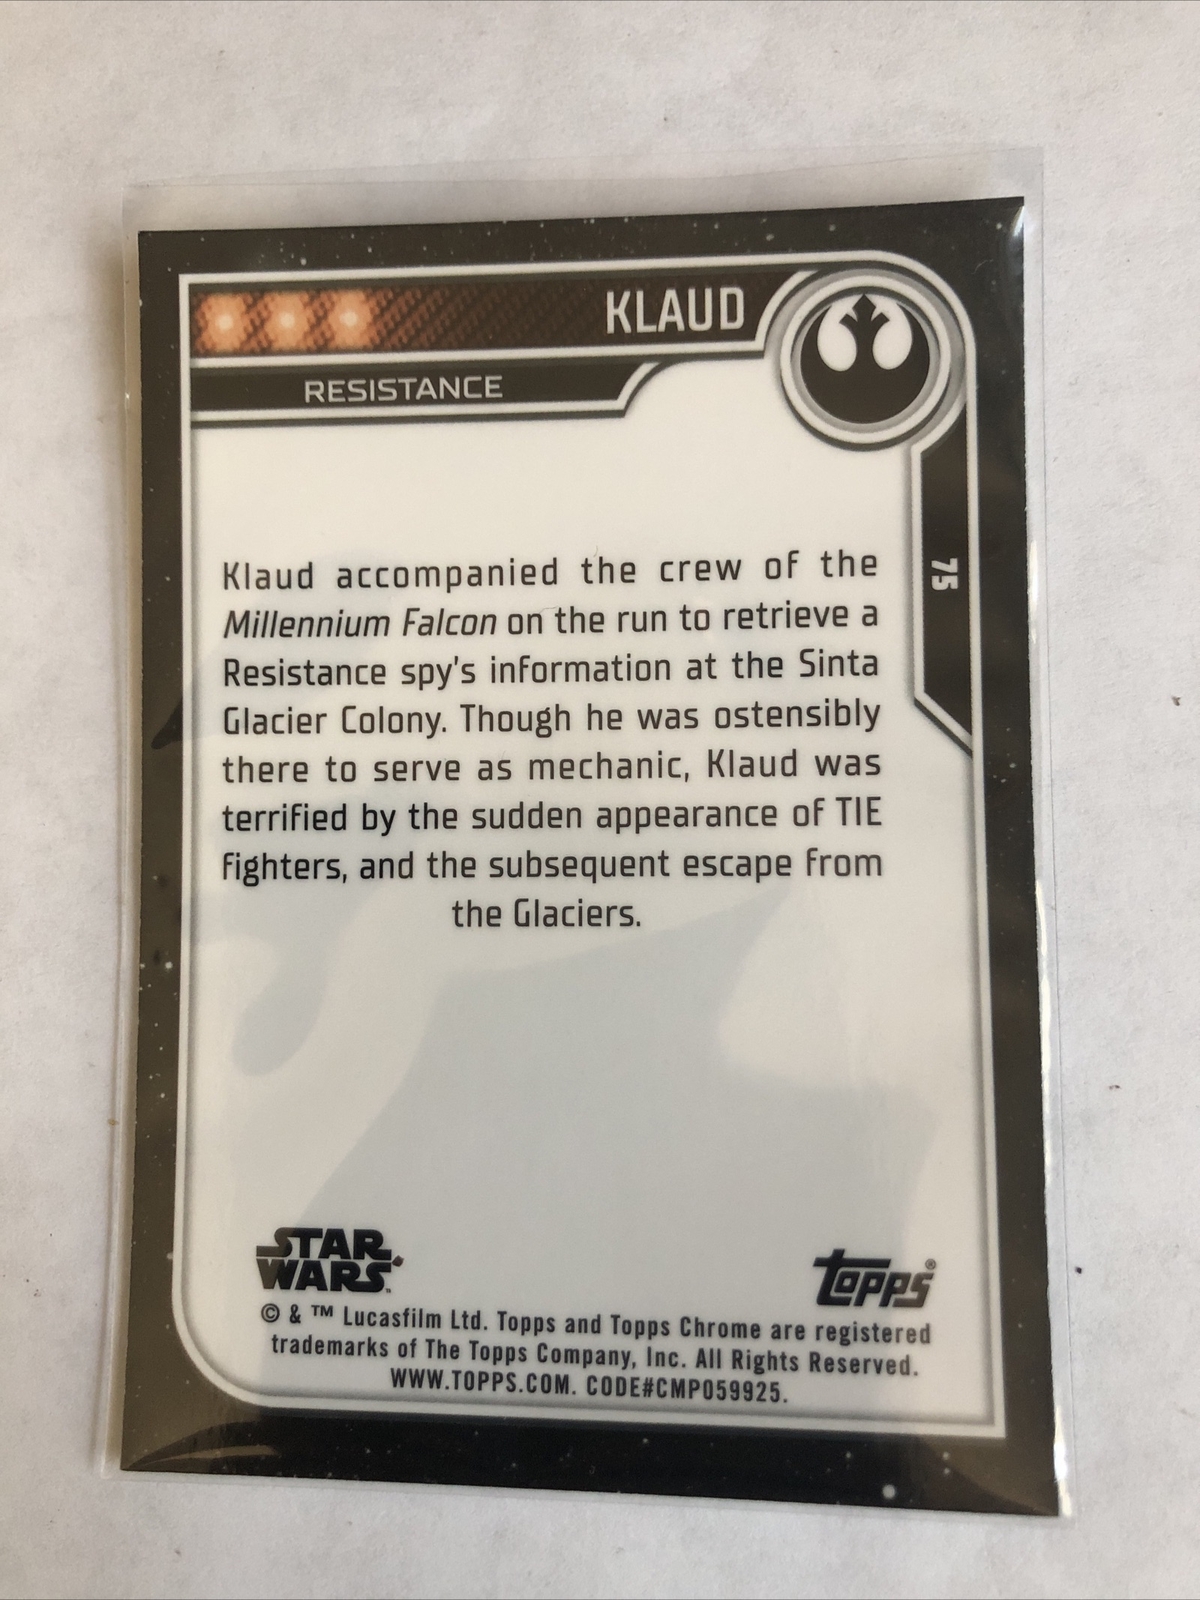 KLAUD
RESISTANCE
75
Klaud accompanied the crew of the
Millennium Falcon on the run to retrieve a
Resistance spy's information at the Sinta
Glacier Colony. Though he was ostensibly
there to serve as mechanic, Klaud was
terrified by the sudden appearance of TIE
fighters, and the subsequent escape from
the Glaciers.
STAR
WARS
Topps®
© & ™ Lucasfilm Ltd. Topps and Topps Chrome are registered
trademarks of The Topps Company, Inc. All Rights Reserved.
WWW.TOPPS.COM. CODE#CMP059925.